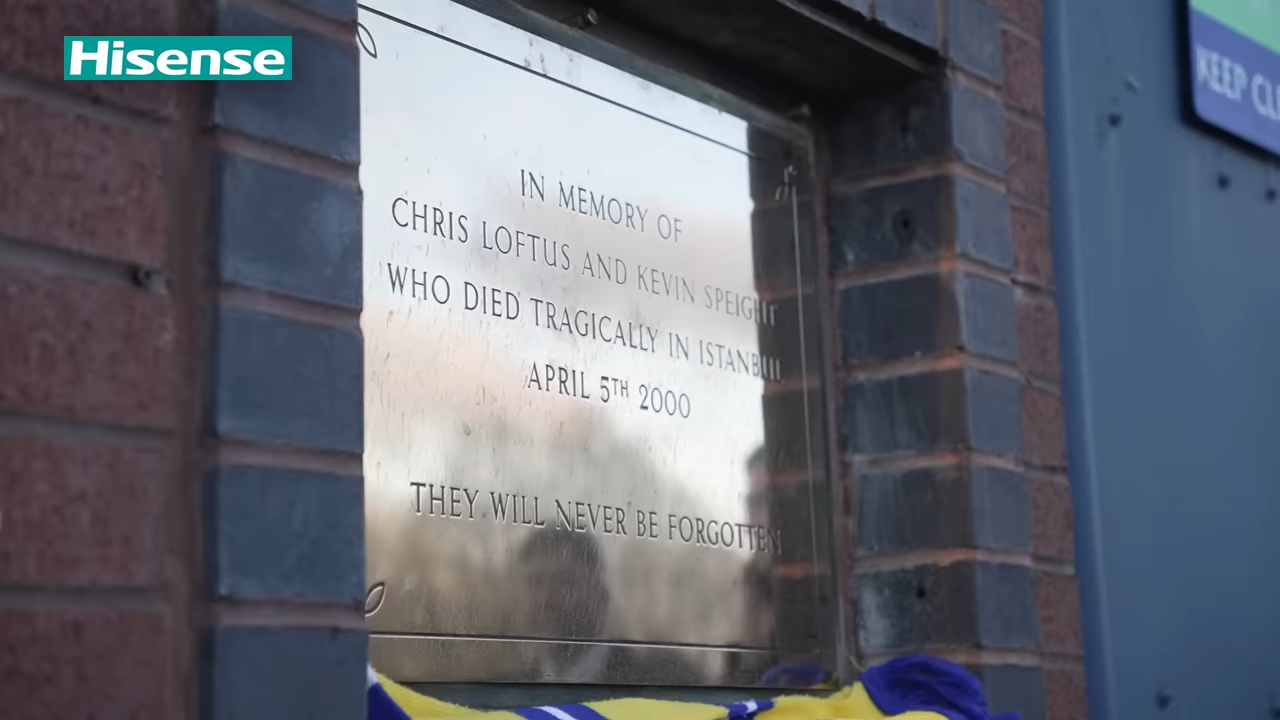 Hisense
KEEP
IN MEMORY OF
CHRIS LOFTUS AND KEVIN SPEIGHT
WHO DIED TRAGICALLY IN ISTANBUL
APRIL 5TH 2000
THEY WILL NEVER BE FORGOTTEN